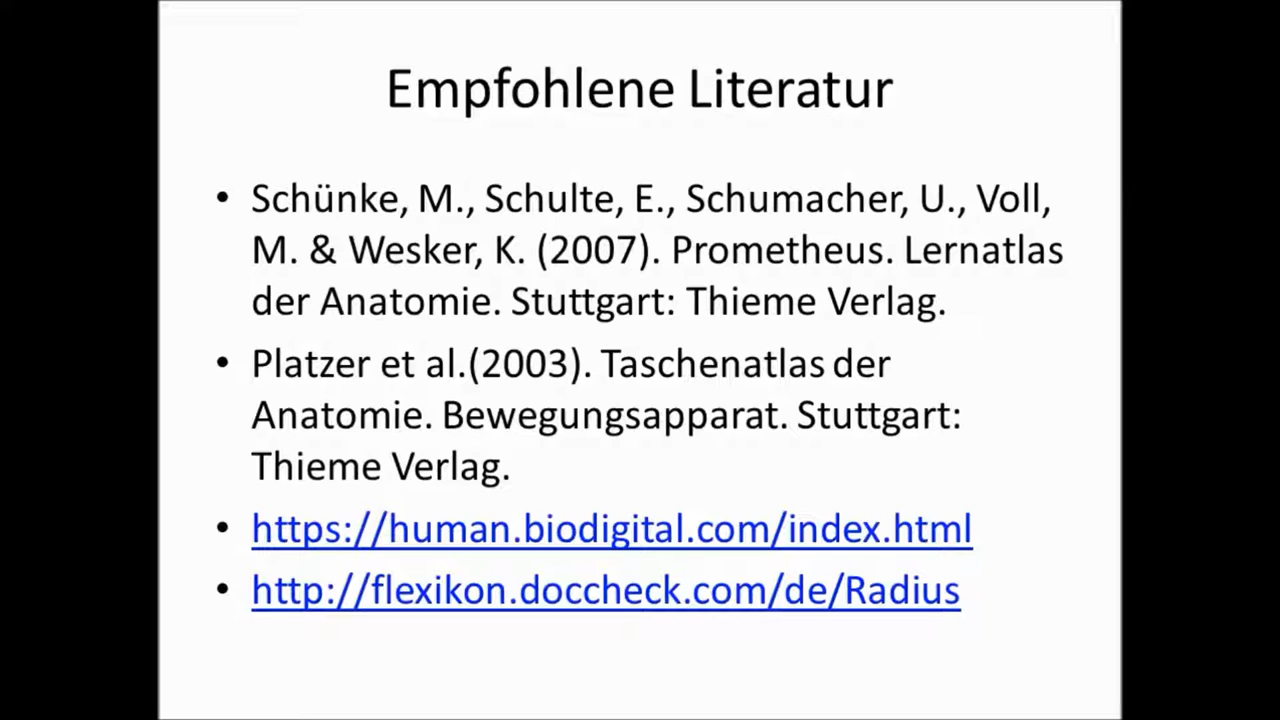 Empfohlene Literatur
• Schünke, M., Schulte, E., Schumacher, U., Voll,
M. & Wesker, K. (2007). Prometheus. Lernatlas
der Anatomie. Stuttgart: Thieme Verlag.
• Platzer et al.(2003). Taschenatlas der
Anatomie. Bewegungsapparat. Stuttgart:
Thieme Verlag.
• https://human.biodigital.com/index.html
• http://flexikon.doccheck.com/de/Radius